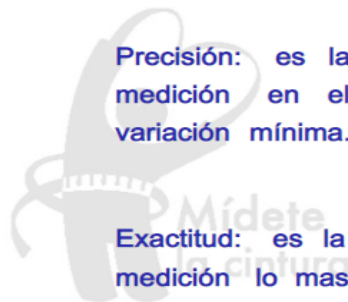 Precisión: es la
medición en el
variación mínima.
Mídete
la cintura
Exactitud: es la
medición lo mas